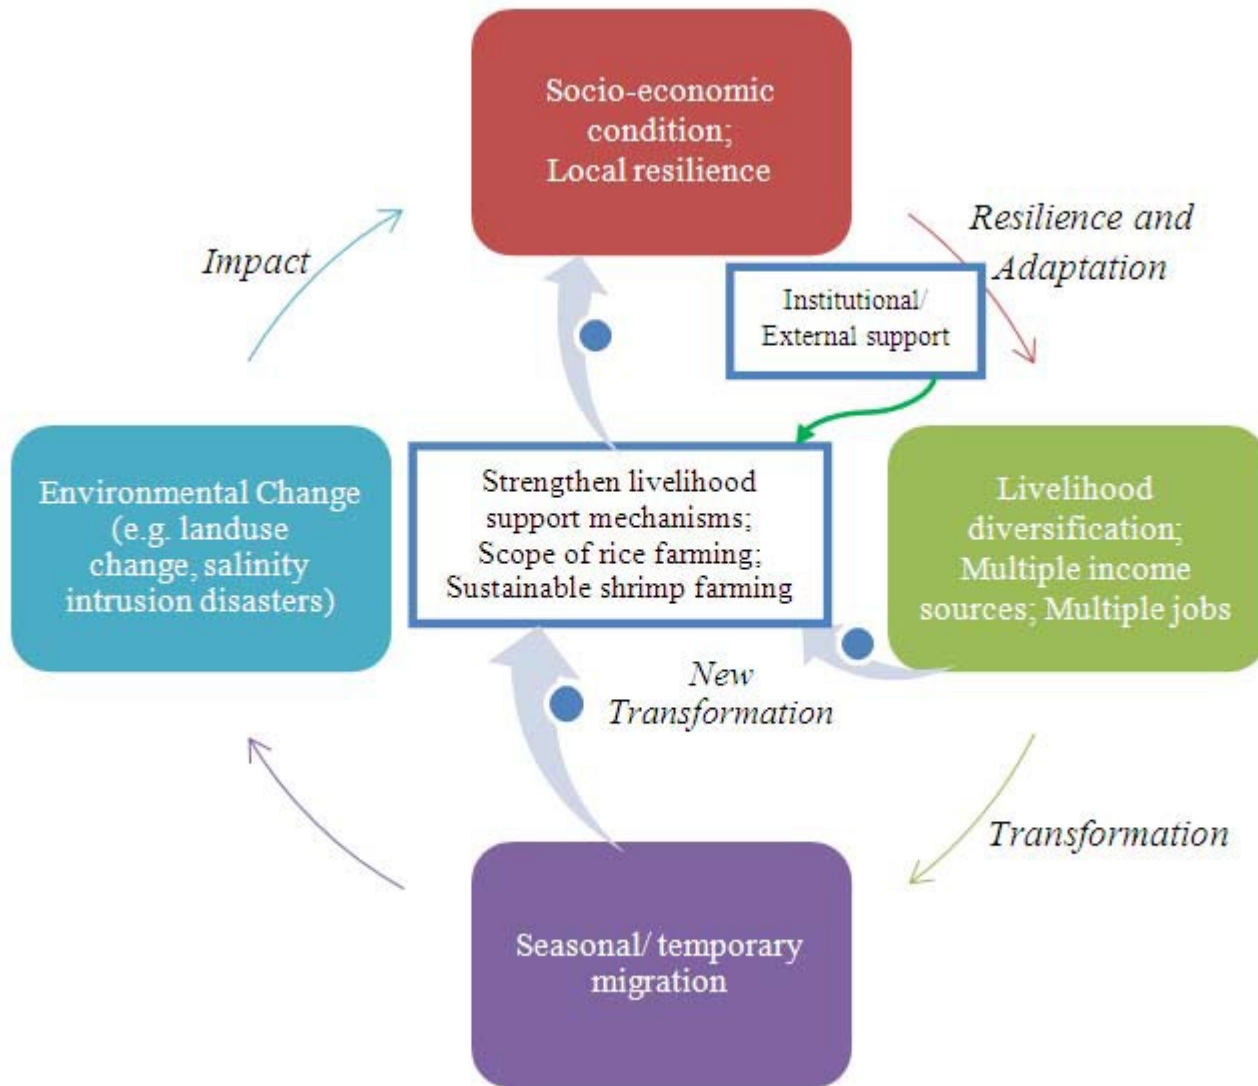 Socio-economic
condition;
Local resilience
Impact
Resilience and
Adaptation
Institutional/
External support
Environmental Change
(e.g. landuse
change, salinity
intrusion disasters)
Strengthen livelihood
support mechanisms;
Scope of rice farming;
Sustainable shrimp farming
Livelihood
diversification;
Multiple income
sources; Multiple jobs
New
Transformation
Transformation
Seasonal/ temporary
migration